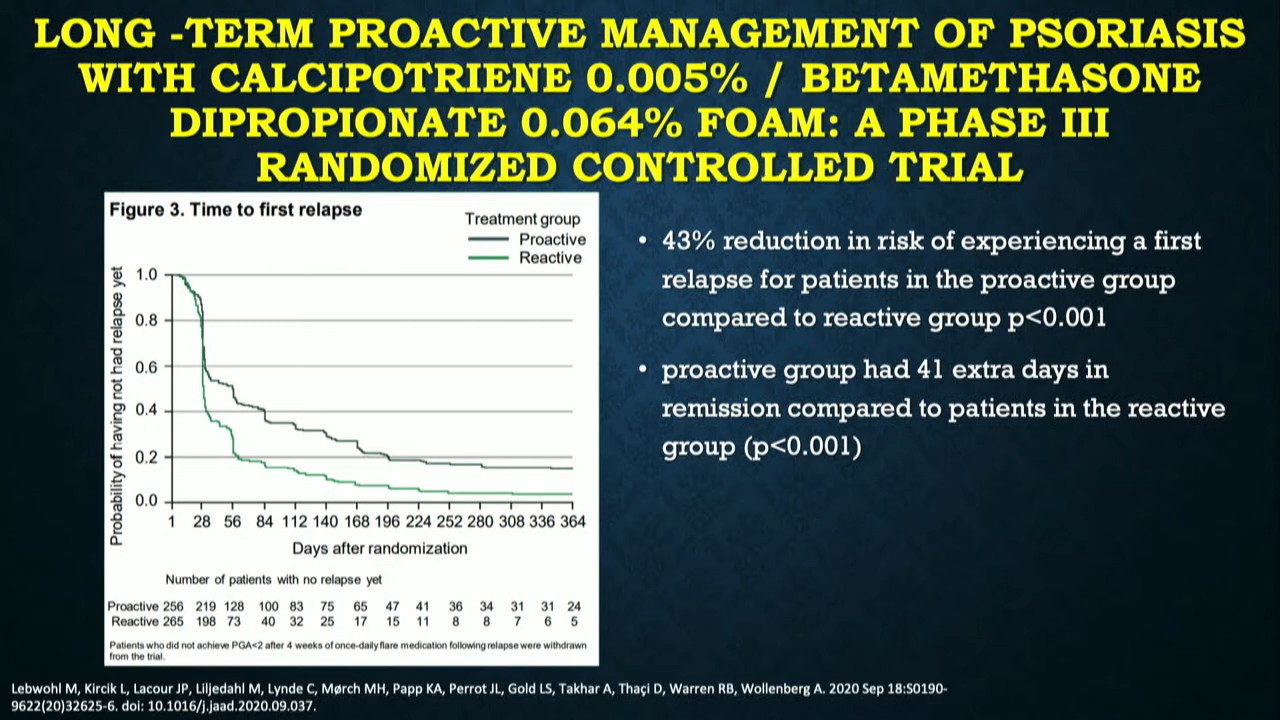 LONG -TERM PROACTIVE MANAGEMENT OF PSORIASIS
WITH CALCIPOTRIENE 0.005% / BETAMETHASONE
DIPROPIONATE 0.064% FOAM: A PHASE III
RANDOMIZED CONTROLLED TRIAL
Figure 3. Time to first relapse
Treatment group
Proactive
Reactive
Probability of having not had relapse yet
1.0
0.8
0.6
0.4
0.2
0.0
1 28 56 84 112 140 168 196 224 252 280 308 336 364
Days after randomization
Number of patients with no relapse yet
Proactive 256 219 128 100 83 75 65 47 41 36 34 31 31 24
Reactive 265 198 73 40 32 25 17 15 11 8 8 7 6 5
Patients who did not achieve PGA<2 after 4 weeks of once-daily flare medication following relapse were withdrawn
from the trial.
• 43% reduction in risk of experiencing a first
relapse for patients in the proactive group
compared to reactive group p<0.001
• proactive group had 41 extra days in
remission compared to patients in the reactive
group (p<0.001)
Lebwohl M, Kircik L, Lacour JP, Liljedahl M, Lynde C, Mørch MH, Papp KA, Perrot JL, Gold LS, Takhar A, Thaçi D, Warren RB, Wollenberg A. 2020 Sep 18:S0190-
9622(20)32625-6. doi: 10.1016/j.jaad.2020.09.037.